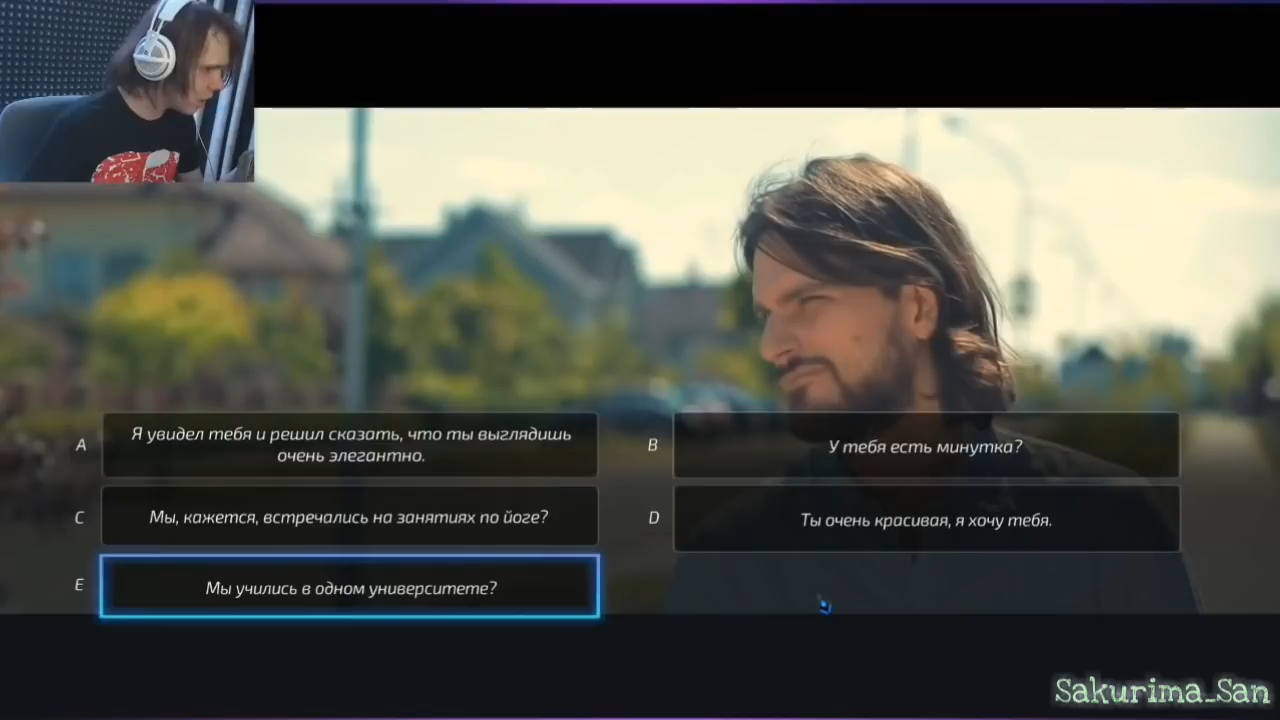 A
Я увидел тебя и решил сказать, что ты выглядишь
очень элегантно.
B
У тебя есть минутка?
C
Мы, кажется, встречались на занятиях по йоге?
D
Ты очень красивая, я хочу тебя.
E
Мы учились в одном университете?
Sakurima_San